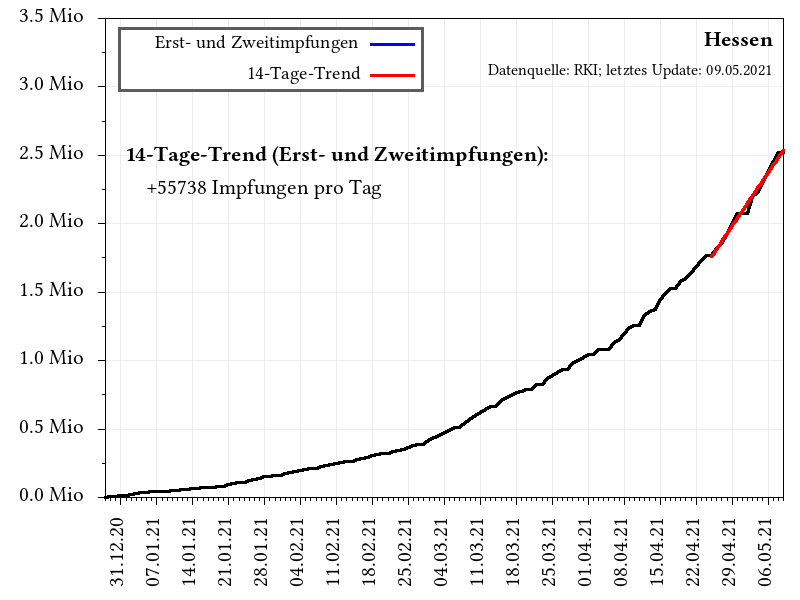 3.5 Mio
3.0 Mio
2.5 Mio
2.0 Mio
1.5 Mio
1.0 Mio
0.5 Mio
0.0 Mio
Erst- und Zweitimpfungen
14-Tage-Trend
Hessen
Datenquelle: RKI; letztes Update: 09.05.2021
14-Tage-Trend (Erst- und Zweitimpfungen):
+55738 Impfungen pro Tag
31.12.20
07.01.21
14.01.21
21.01.21
28.01.21
04.02.21
11.02.21
18.02.21
25.02.21
04.03.21
11.03.21
18.03.21
25.03.21
01.04.21
08.04.21
15.04.21
22.04.21
29.04.21
06.05.21